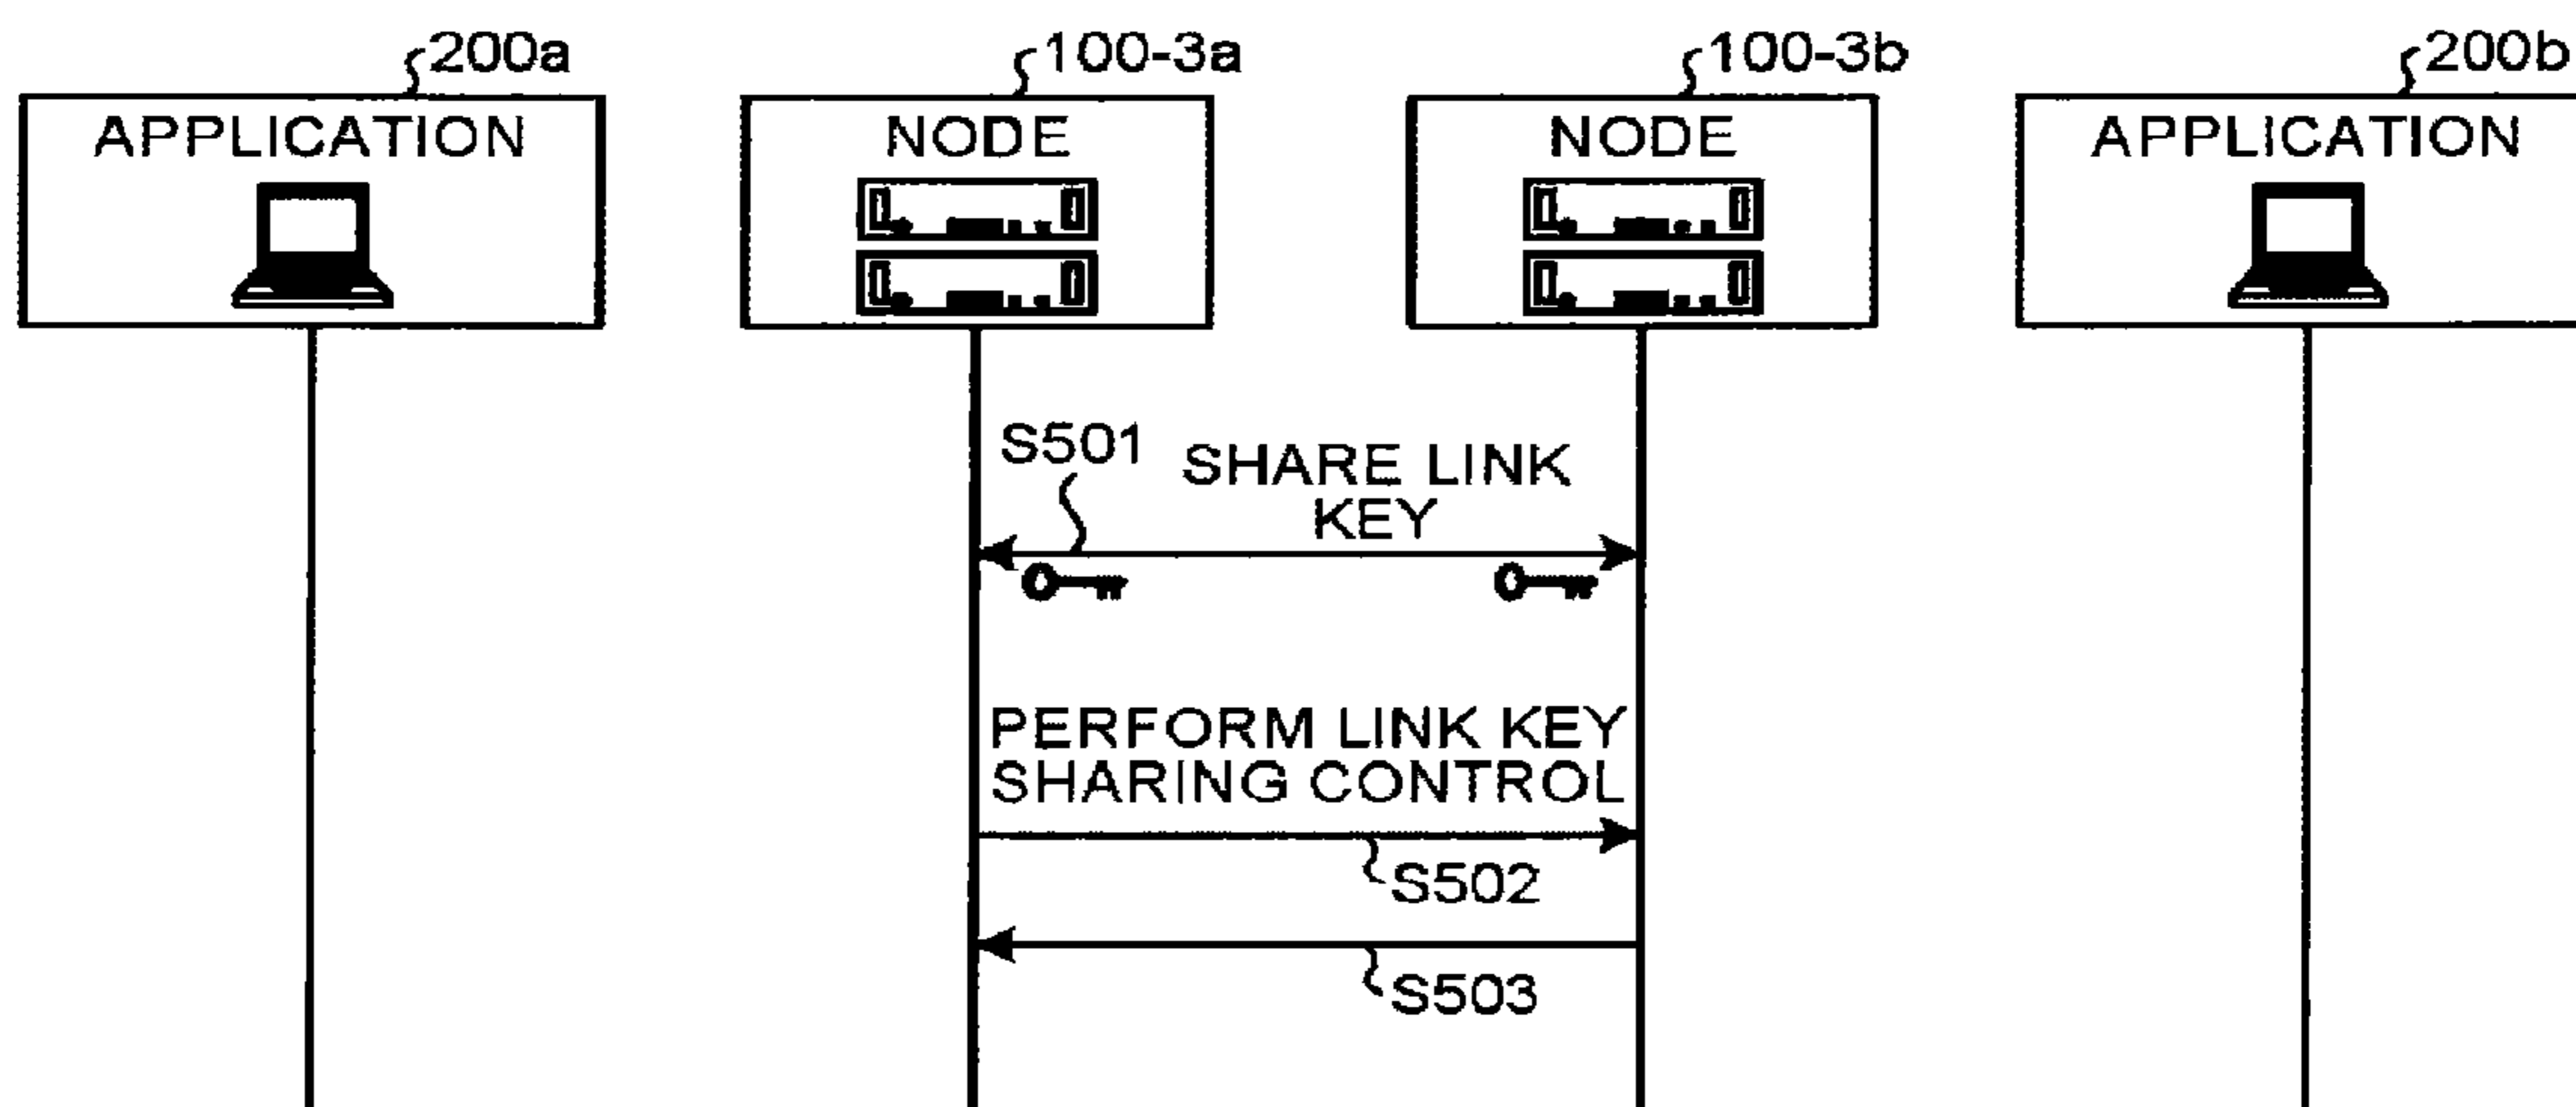 200a
100-3a
100-3b
200b
APPLICATION
NODE
NODE
APPLICATION
S501
SHARE LINK
KEY
PERFORM LINK KEY
SHARING CONTROL
S502
S503